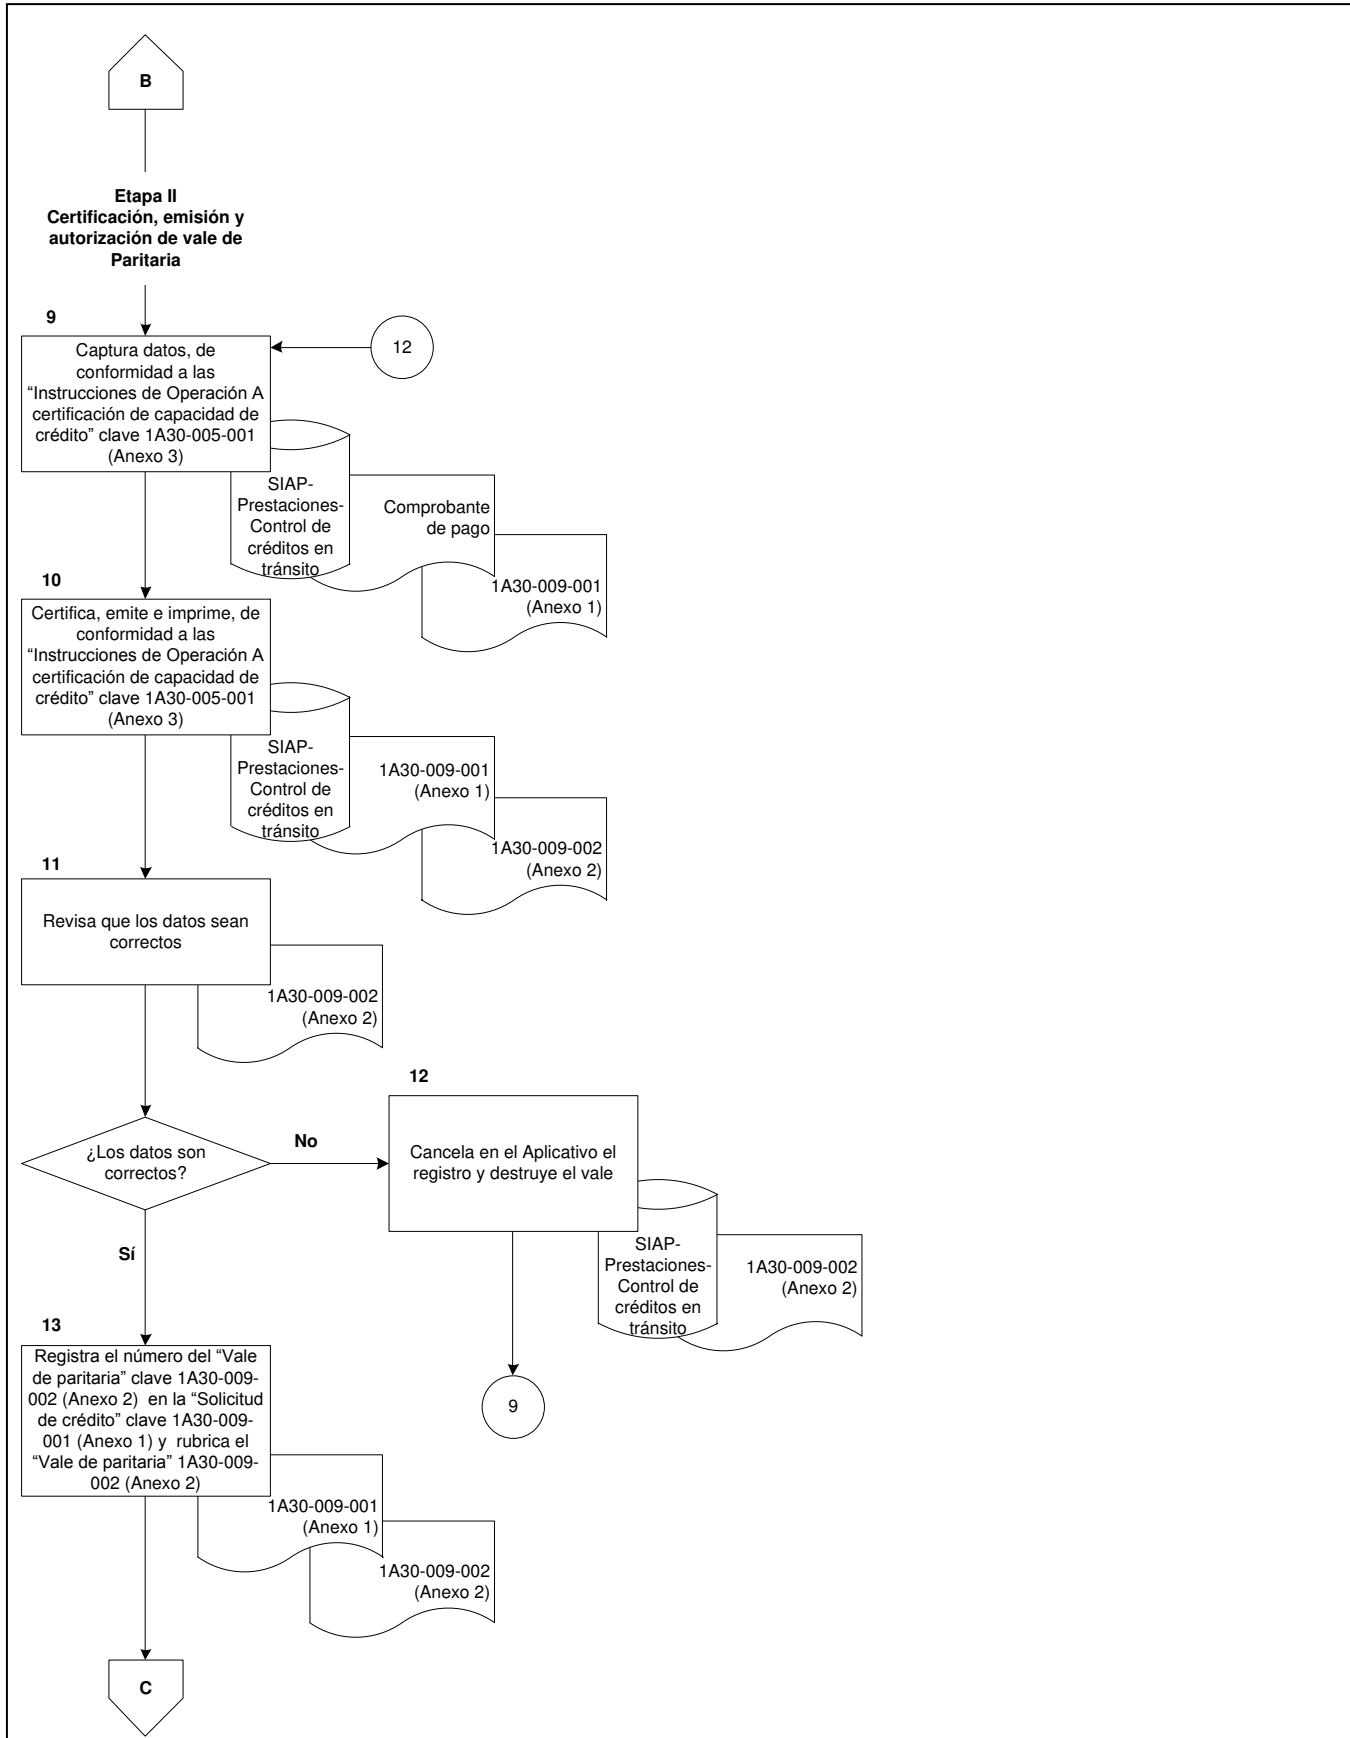 B
Etapa II
Certificación, emisión y
autorización de vale de
Paritaria
9
12
Captura datos, de
conformidad a las
“Instrucciones de Operación A
certificación de capacidad de
crédito” clave 1A30-005-001
(Anexo 3)
SIAP-
Prestaciones-
Control de
créditos en
tránsito
Comprobante
de pago
1A30-009-001
(Anexo 1)
10
Certifica, emite e imprime, de
conformidad a las
“Instrucciones de Operación A
certificación de capacidad de
crédito” clave 1A30-005-001
(Anexo 3)
SIAP-
Prestaciones-
Control de
créditos en
tránsito
1A30-009-001
(Anexo 1)
1A30-009-002
(Anexo 2)
11
Revisa que los datos sean
correctos
1A30-009-002
(Anexo 2)
¿Los datos son
correctos?
No
12
Cancela en el Aplicativo el
registro y destruye el vale
SIAP-
Prestaciones-
Control de
créditos en
tránsito
1A30-009-002
(Anexo 2)
9
Sí
13
Registra el número del “Vale
de paritaria” clave 1A30-009-
002 (Anexo 2) en la “Solicitud
de crédito” clave 1A30-009-
001 (Anexo 1) y rubrica el
“Vale de paritaria” 1A30-009-
002 (Anexo 2)
1A30-009-001
(Anexo 1)
1A30-009-002
(Anexo 2)
C